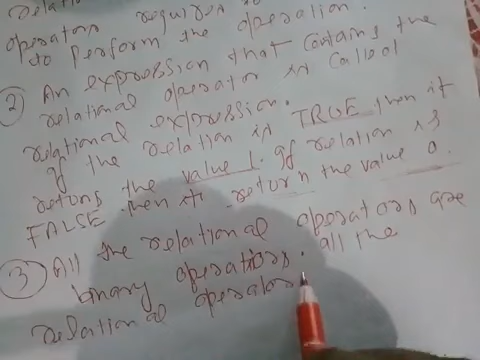 operators required to
to perform the operation.
② An expression that contains the
relational operator is called
relational expression.
If the relation is TRUE then it
retuns the value 1. If relation is
FALSE then it return the value 0.
③ All the relational operators are
binary operators. all the
relational operator